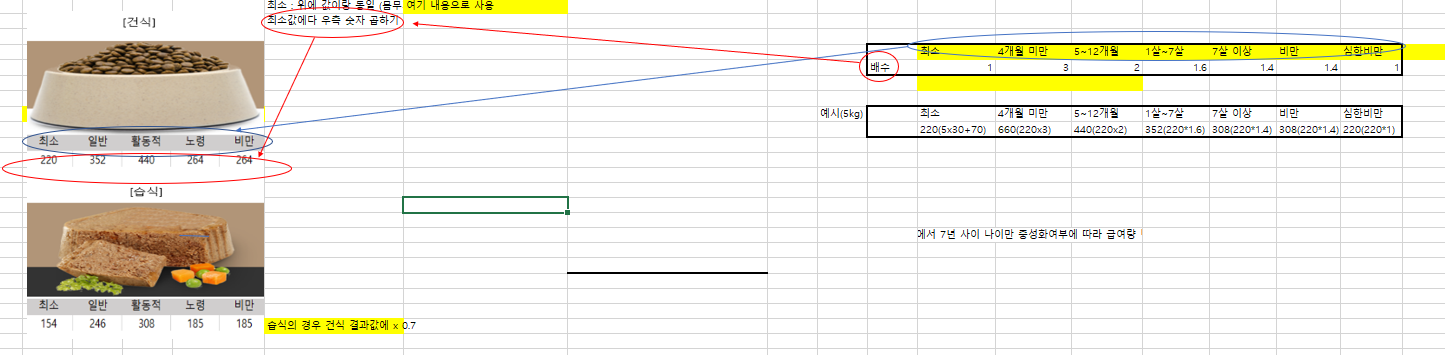 최소 : 위에 값이랑 동일 (몸무 여기 내용으로 사용
[건식]
최소값에다 우측 숫자 곱하기
최소 4개월 미만 5~12개월 1살~7살 7살 이상 비만 심한비만
배수 1 3 2 1.6 1.4 1.4 1
예시(5kg) 최소 4개월 미만 5~12개월 1살~7살 7살 이상 비만 심한비만
220(5x30+70) 660(220x3) 440(220x2) 352(220*1.6) 308(220*1.4) 308(220*1.4) 220(220*1)
최소 일반 활동적 노령 비만
220 352 440 264 264
[습식]
에서 7년 사이 나이만 중성화여부에 따라 급여량
최소 일반 활동적 노령 비만
154 246 308 185 185
습식의 경우 건식 결과값에 x 0.7